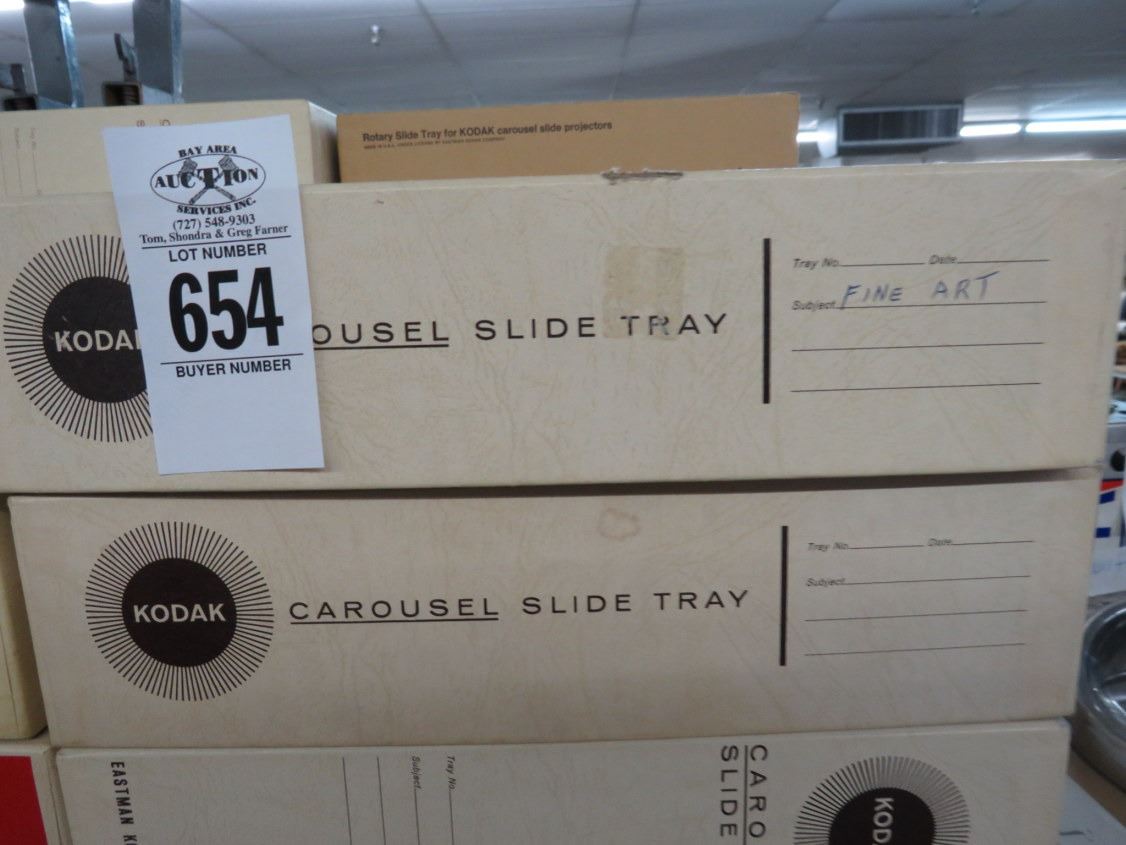 Rotary Slide Tray for KODAK carousel slide projectors
BAY AREA
AUCTION
SERVICES INC.
(727) 548-9303
Tom, Shondra & Greg Farner
LOT NUMBER
654
BUYER NUMBER
KODA
OUSEL SLIDE TRAY
Tray No. Date
Subject FINE ART
KODAK
CAROUSEL SLIDE TRAY
Tray No. Date
Subject
EASTMAN K
Subject
Tray No.
CARO
SLIDE
KOD